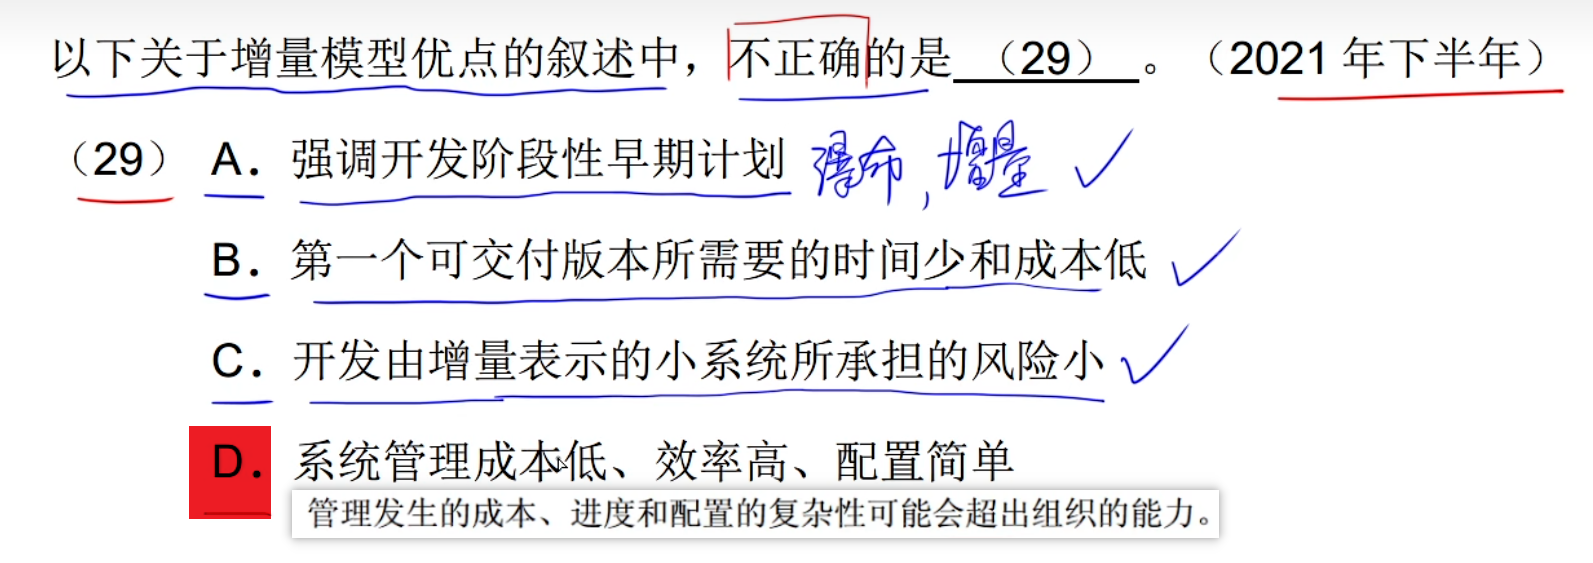 以下关于增量模型优点的叙述中，不正确的是（29）。（2021 年下半年）
（29） A. 强调开发阶段性早期计划 瀑布，增量 ✓
B. 第一个可交付版本所需要的时间少和成本低 ✓
C. 开发由增量表示的小系统所承担的风险小 ✓
D. 系统管理成本低、效率高、配置简单
管理发生的成本、进度和配置的复杂性可能会超出组织的能力。